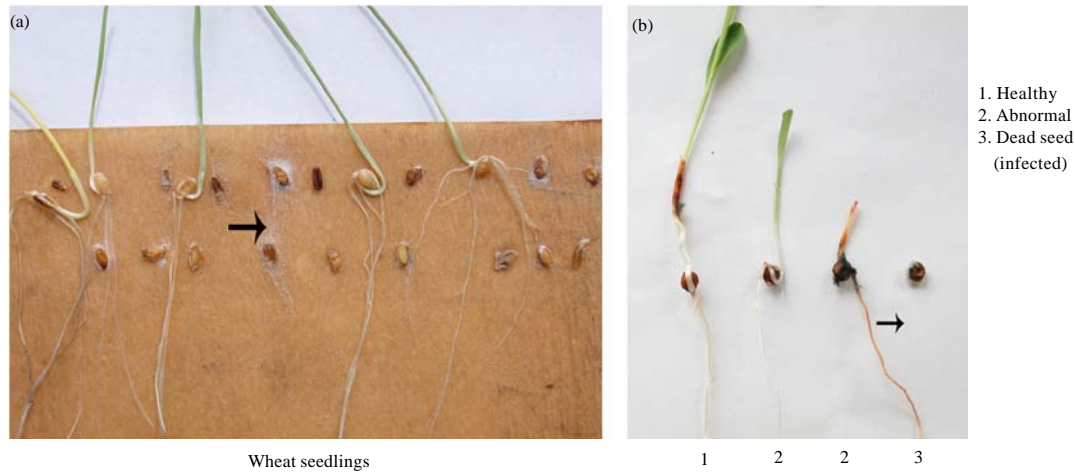 (a)
(b)
1. Healthy
2. Abnormal
3. Dead seed
(infected)
Wheat seedlings
1 2 2 3